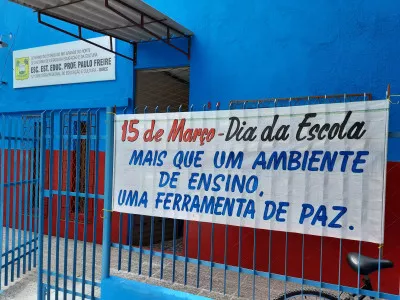 ESC. EST. EDUC. PROF. PAULO FREIRE
15 de Março - Dia da Escola
MAIS QUE UM AMBIENTE
DE ENSINO,
UMA FERRAMENTA DE PAZ.